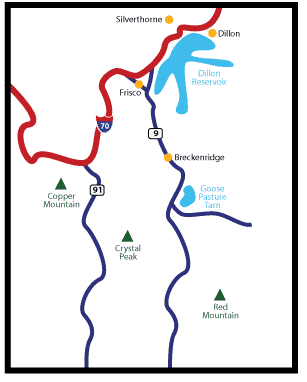 Silverthorne
Dillon
Dillon
Reservoir
Frisco
70
9
Breckenridge
91
Copper
Mountain
Goose
Pasture
Tarn
Crystal
Peak
Red
Mountain